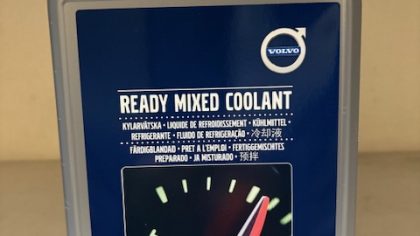 VOLVO
READY MIXED COOLANT
KYLARVÄTSKA • LIQUIDE DE REFROIDISSEMENT • KÜHLMITTEL •
REFRIGERANTE • FLUIDO DE REFRIGERAÇÃO • 冷却液
FÄRDIGBLANDAD • PRET A L'EMPLOI • FERTIGGEMISCHTES
PREPARADO • JA MISTURADO • 预拌